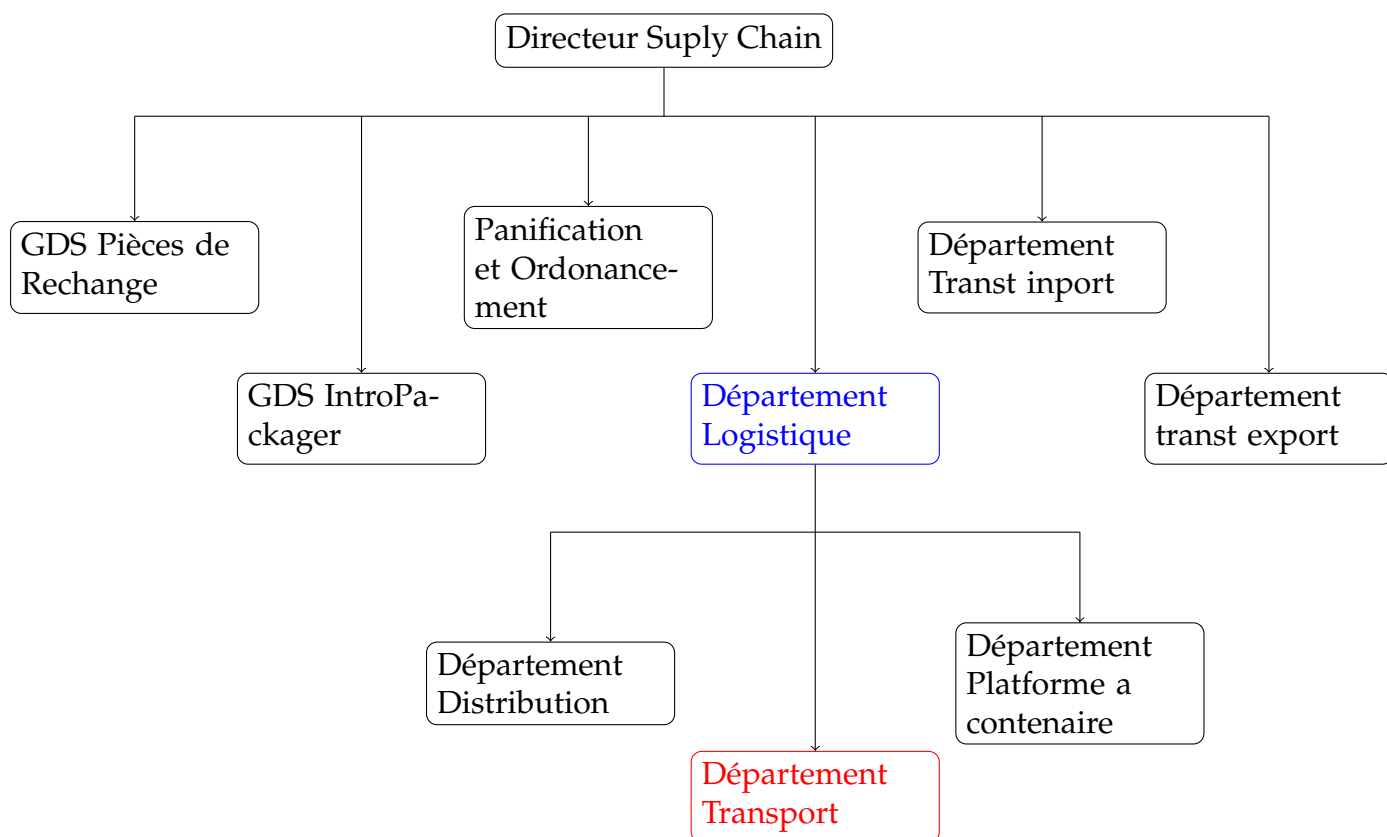 Directeur Suply Chain
GDS Pièces de
Rechange
Panification
et Ordonance-
ment
Département
Transt inport
GDS IntroPa-
ckager
Département
Logistique
Département
transt export
Département
Distribution
Département
Platforme a
contenaire
Département
Transport